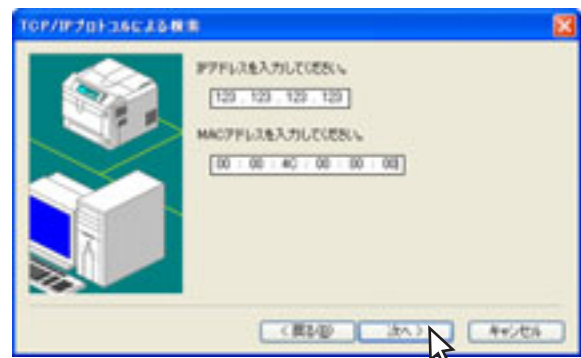 TCP/IPプロトコルによる検索
IPアドレスを入力してください。
123 . 123 . 123 . 123
MACアドレスを入力してください。
00 : 00 : 4C : 00 : 00 : 00
< 戻る(B)
次へ >
キャンセル